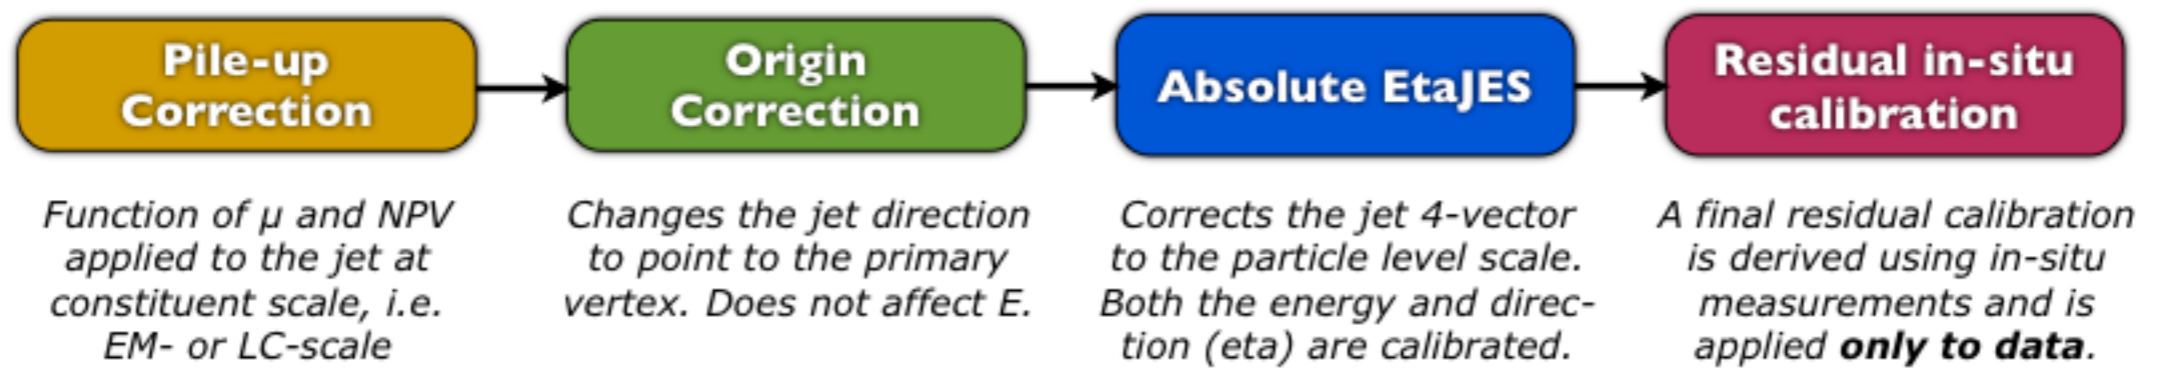 Pile-up
Correction
Origin
Correction
Absolute EtaJES
Residual in-situ
calibration
Function of μ and NPV
applied to the jet at
constituent scale, i.e.
EM- or LC-scale
Changes the jet direction
to point to the primary
vertex. Does not affect E.
Corrects the jet 4-vector
to the particle level scale.
Both the energy and direc-
tion (eta) are calibrated.
A final residual calibration
is derived using in-situ
measurements and is
applied only to data.